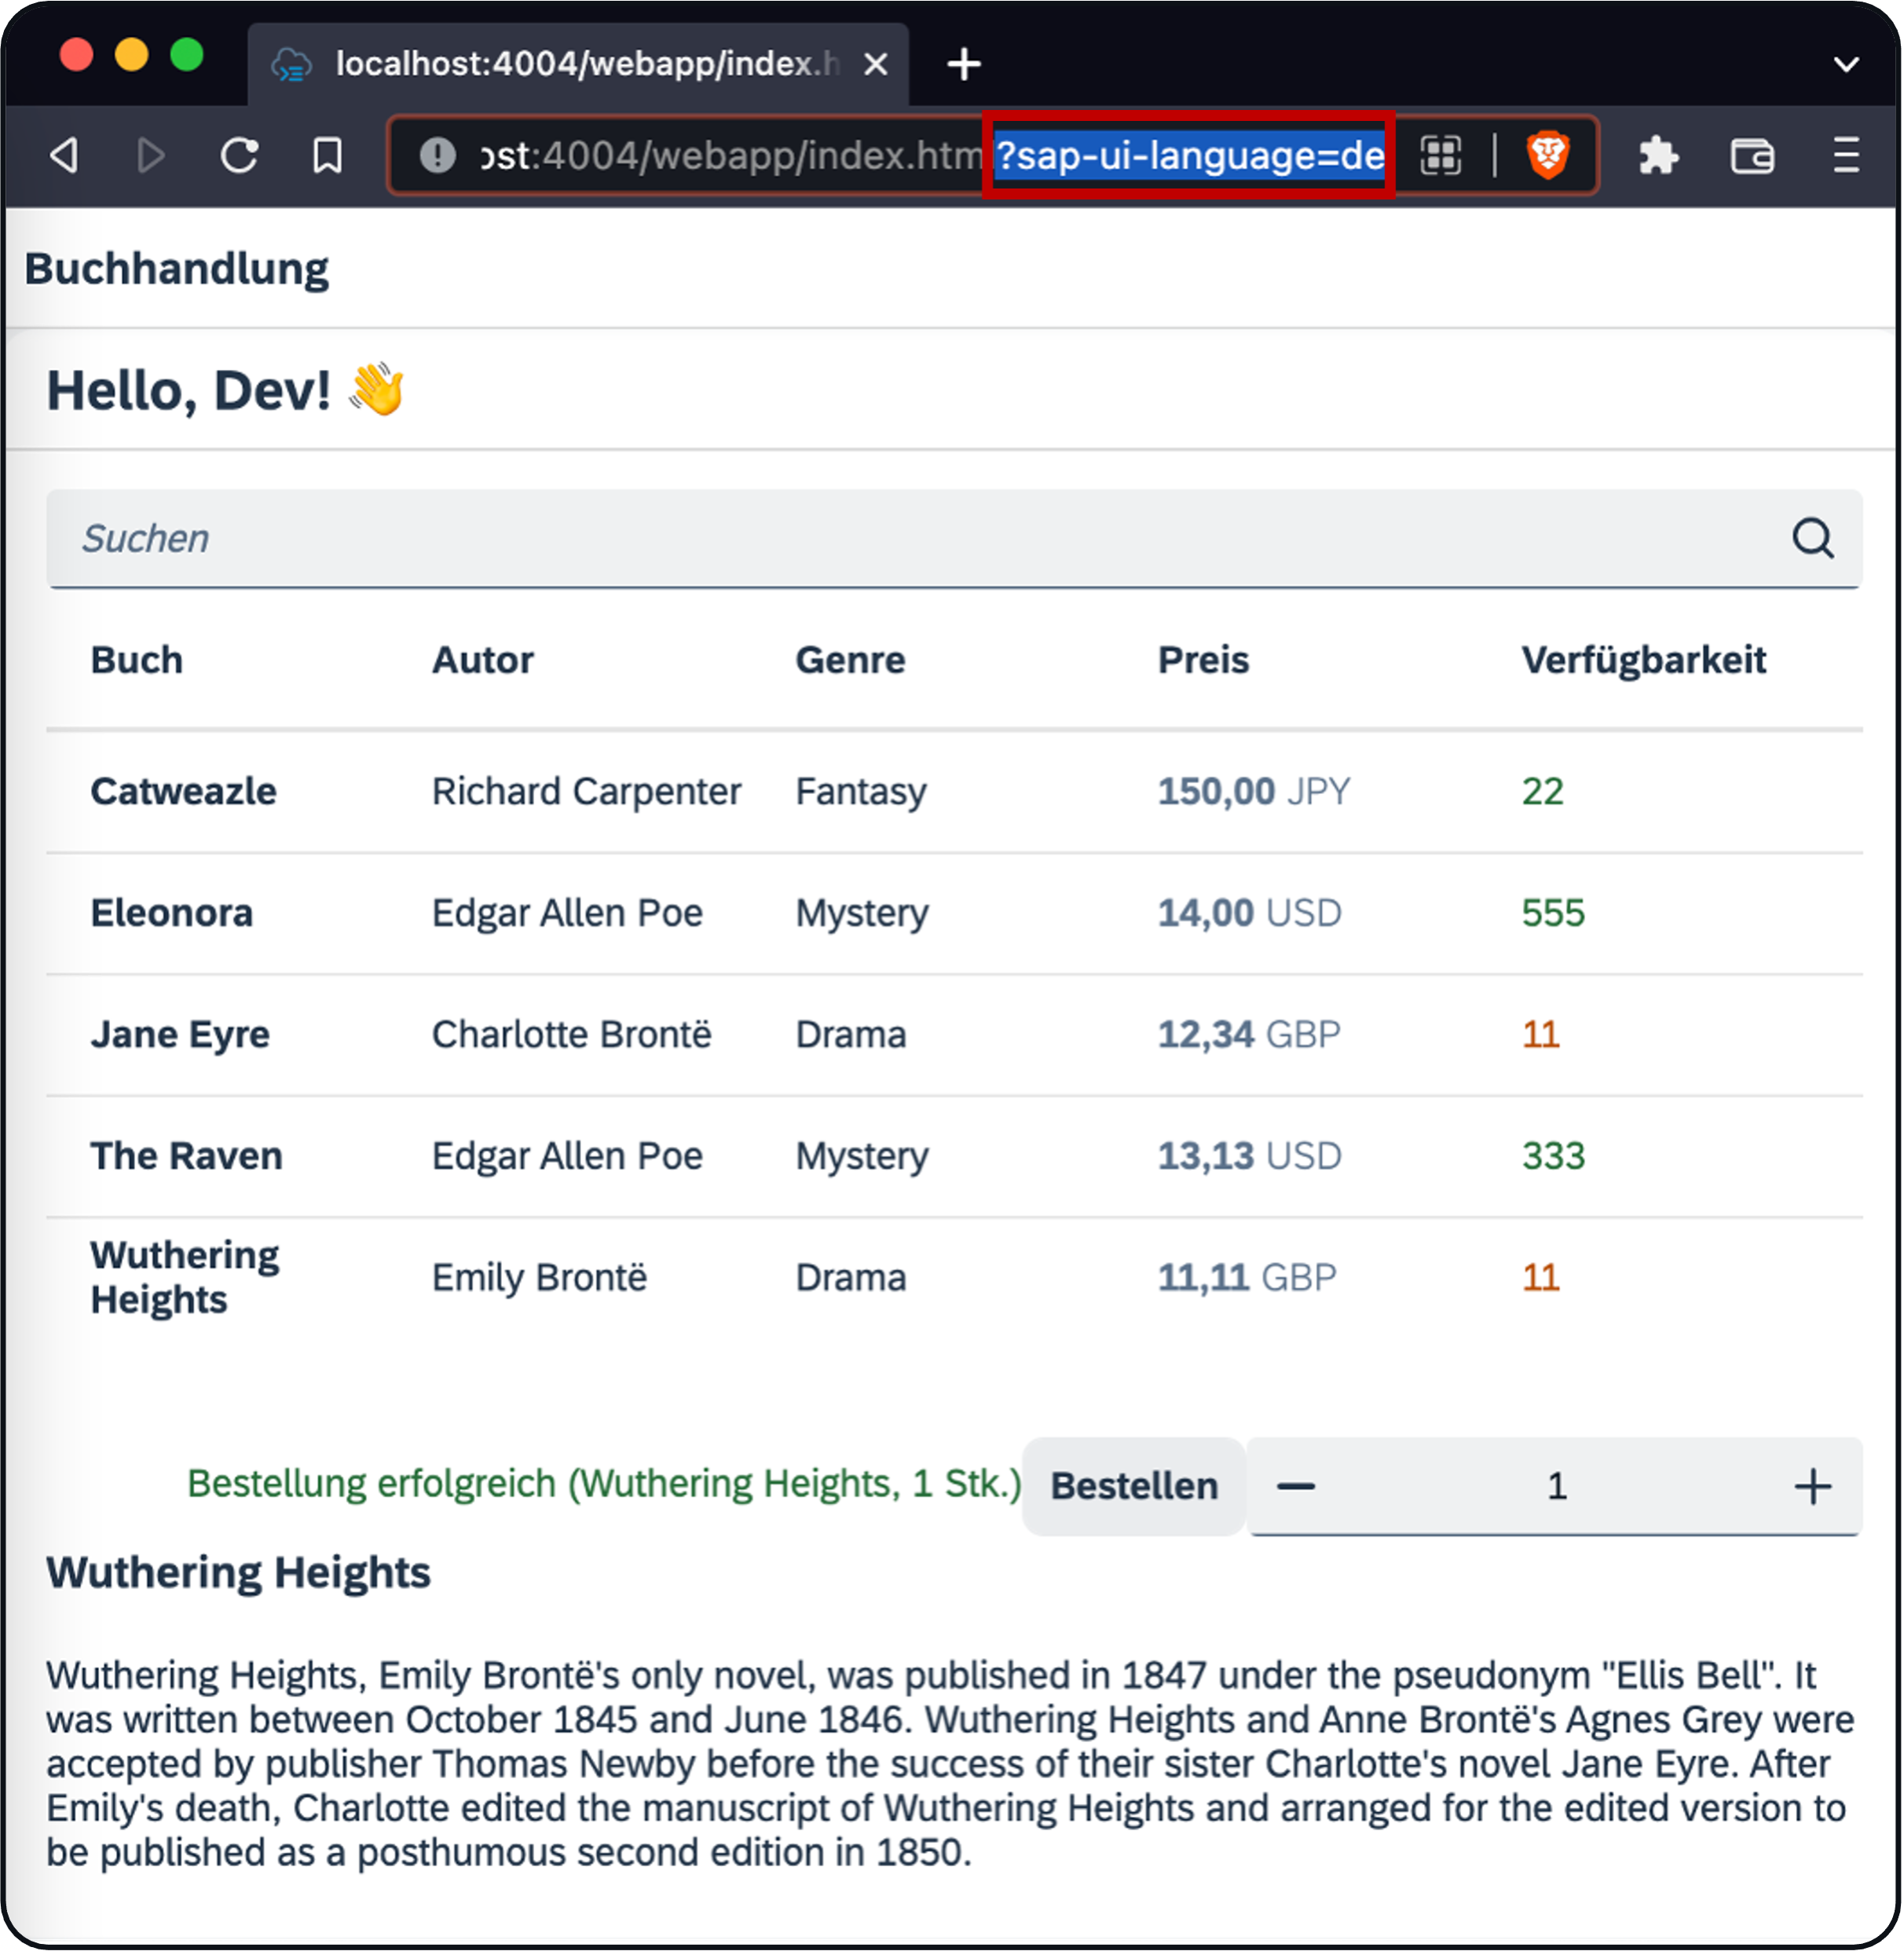 localhost:4004/webapp/index.h
ost:4004/webapp/index.htm ?sap-ui-language=de
Buchhandlung
Hello, Dev! 👋
Suchen
Buch Autor Genre Preis Verfügbarkeit
Catweazle Richard Carpenter Fantasy 150,00 JPY 22
Eleonora Edgar Allen Poe Mystery 14,00 USD 555
Jane Eyre Charlotte Brontë Drama 12,34 GBP 11
The Raven Edgar Allen Poe Mystery 13,13 USD 333
Wuthering
Heights Emily Brontë Drama 11,11 GBP 11
Bestellung erfolgreich (Wuthering Heights, 1 Stk.) Bestellen 1
Wuthering Heights
Wuthering Heights, Emily Brontë's only novel, was published in 1847 under the pseudonym "Ellis Bell". It
was written between October 1845 and June 1846. Wuthering Heights and Anne Brontë's Agnes Grey were
accepted by publisher Thomas Newby before the success of their sister Charlotte's novel Jane Eyre. After
Emily's death, Charlotte edited the manuscript of Wuthering Heights and arranged for the edited version to
be published as a posthumous second edition in 1850.